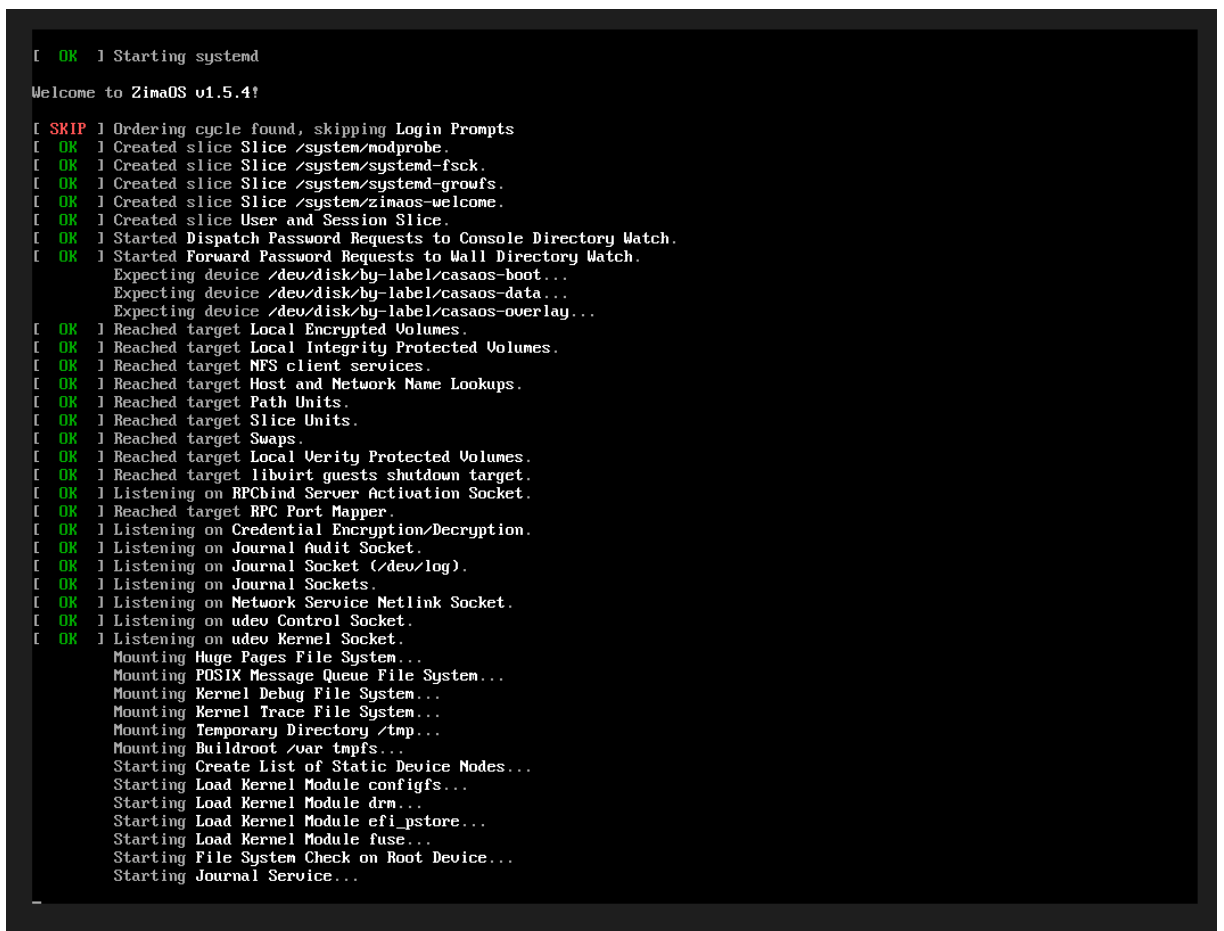 [  OK  ] Starting systemd
Welcome to ZimaOS v1.5.4!
[ SKIP ] Ordering cycle found, skipping Login Prompts
[  OK  ] Created slice Slice /system/modprobe.
[  OK  ] Created slice Slice /system/systemd-fsck.
[  OK  ] Created slice Slice /system/systemd-growfs.
[  OK  ] Created slice Slice /system/zimaos-welcome.
[  OK  ] Created slice User and Session Slice.
[  OK  ] Started Dispatch Password Requests to Console Directory Watch.
[  OK  ] Started Forward Password Requests to Wall Directory Watch.
         Expecting device /dev/disk/by-label/casaos-boot...
         Expecting device /dev/disk/by-label/casaos-data...
         Expecting device /dev/disk/by-label/casaos-overlay...
[  OK  ] Reached target Local Encrypted Volumes.
[  OK  ] Reached target Local Integrity Protected Volumes.
[  OK  ] Reached target NFS client services.
[  OK  ] Reached target Host and Network Name Lookups.
[  OK  ] Reached target Path Units.
[  OK  ] Reached target Slice Units.
[  OK  ] Reached target Swaps.
[  OK  ] Reached target Local Verity Protected Volumes.
[  OK  ] Reached target libvirt guests shutdown target.
[  OK  ] Listening on RPCbind Server Activation Socket.
[  OK  ] Reached target RPC Port Mapper.
[  OK  ] Listening on Credential Encryption/Decryption.
[  OK  ] Listening on Journal Audit Socket.
[  OK  ] Listening on Journal Socket (/dev/log).
[  OK  ] Listening on Journal Sockets.
[  OK  ] Listening on Network Service Netlink Socket.
[  OK  ] Listening on udev Control Socket.
[  OK  ] Listening on udev Kernel Socket.
         Mounting Huge Pages File System...
         Mounting POSIX Message Queue File System...
         Mounting Kernel Debug File System...
         Mounting Kernel Trace File System...
         Mounting Temporary Directory /tmp...
         Mounting Buildroot /var tmpfs...
         Starting Create List of Static Device Nodes...
         Starting Load Kernel Module configfs...
         Starting Load Kernel Module drm...
         Starting Load Kernel Module efi_pstore...
         Starting Load Kernel Module fuse...
         Starting File System Check on Root Device...
         Starting Journal Service...